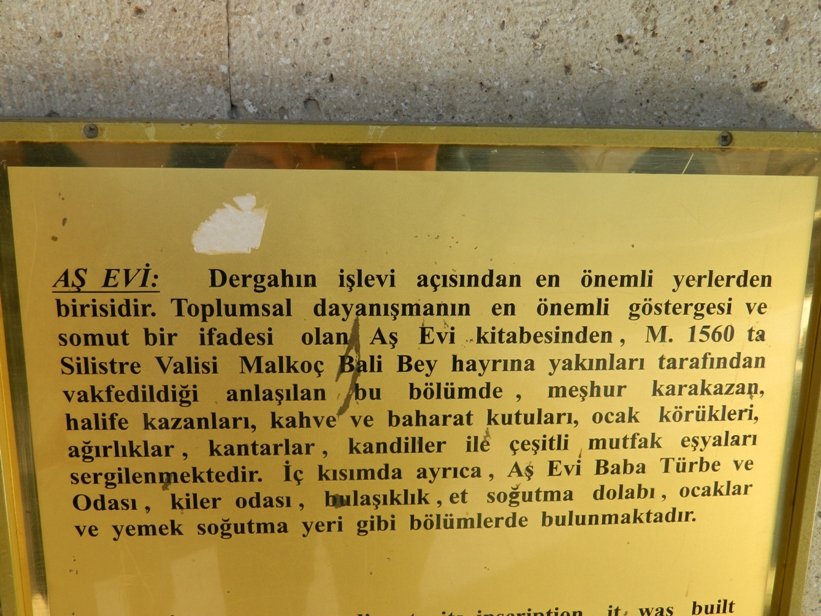 AŞ EVİ: Dergahın işlevi açısından en önemli yerlerden
birisidir. Toplumsal dayanışmanın en önemli göstergesi ve
somut bir ifadesi olan Aş Evi kitabesinden, M. 1560 ta
Silistre Valisi Malkoç Bali Bey hayrına yakınları tarafından
vakfedildiği anlaşılan bu bölümde, meşhur karakazan,
halife kazanları, kahve ve baharat kutuları, ocak körükleri,
ağırlıklar, kantarlar, kandiller ile çeşitli mutfak eşyaları
sergilenmektedir. İç kısımda ayrıca, Aş Evi Baba Türbe ve
Odası, kiler odası, bulaşıklık, et soğutma dolabı, ocaklar
ve yemek soğutma yeri gibi bölümlerde bulunmaktadır.
its inscription, it was built